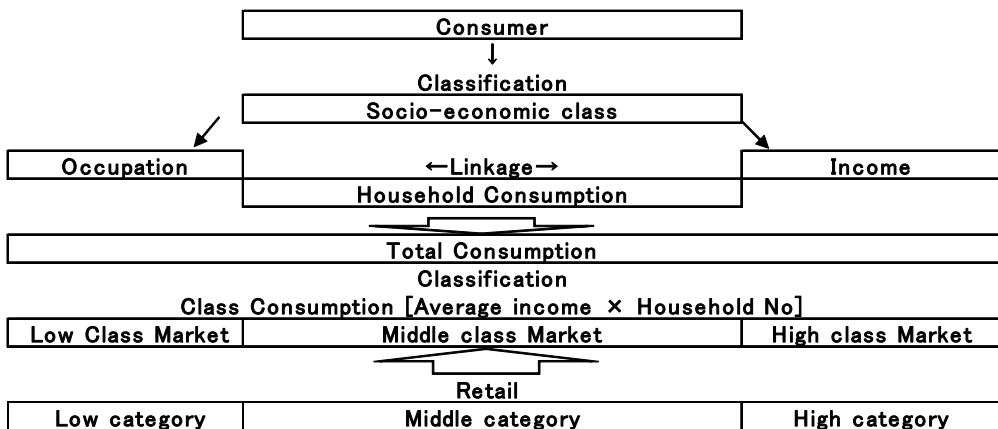 Consumer
↓
Classification
Socio-economic class
Occupation ←Linkage→ Income
Household Consumption
Total Consumption
Classification
Class Consumption [Average income × Household No]
Low Class Market Middle class Market High class Market
Retail
Low category Middle category High category